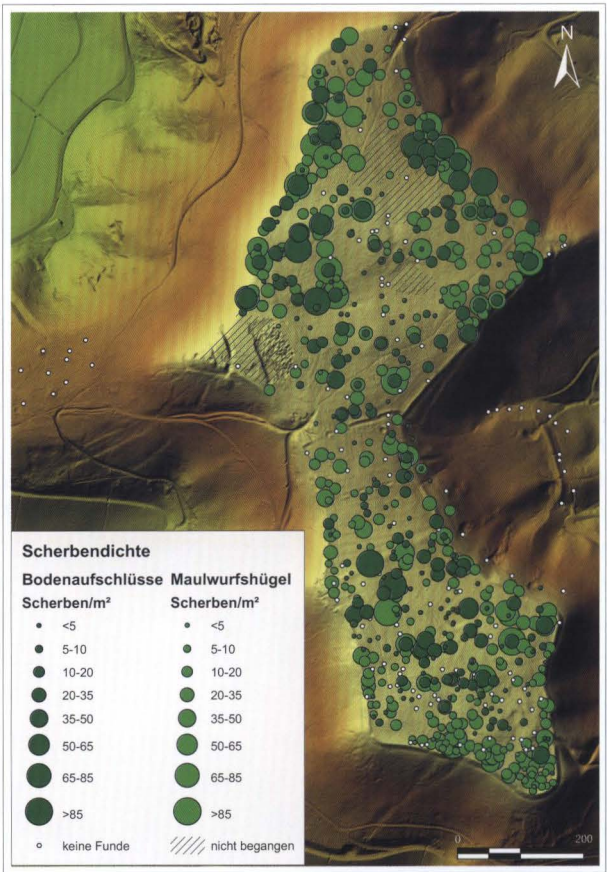 N
Scherbendichte
Bodenaufschlüsse Maulwurfshügel
Scherben/m² Scherben/m²
<5 <5
5-10 5-10
10-20 10-20
20-35 20-35
35-50 35-50
50-65 50-65
65-85 65-85
>85 >85
keine Funde nicht begangen
0 200